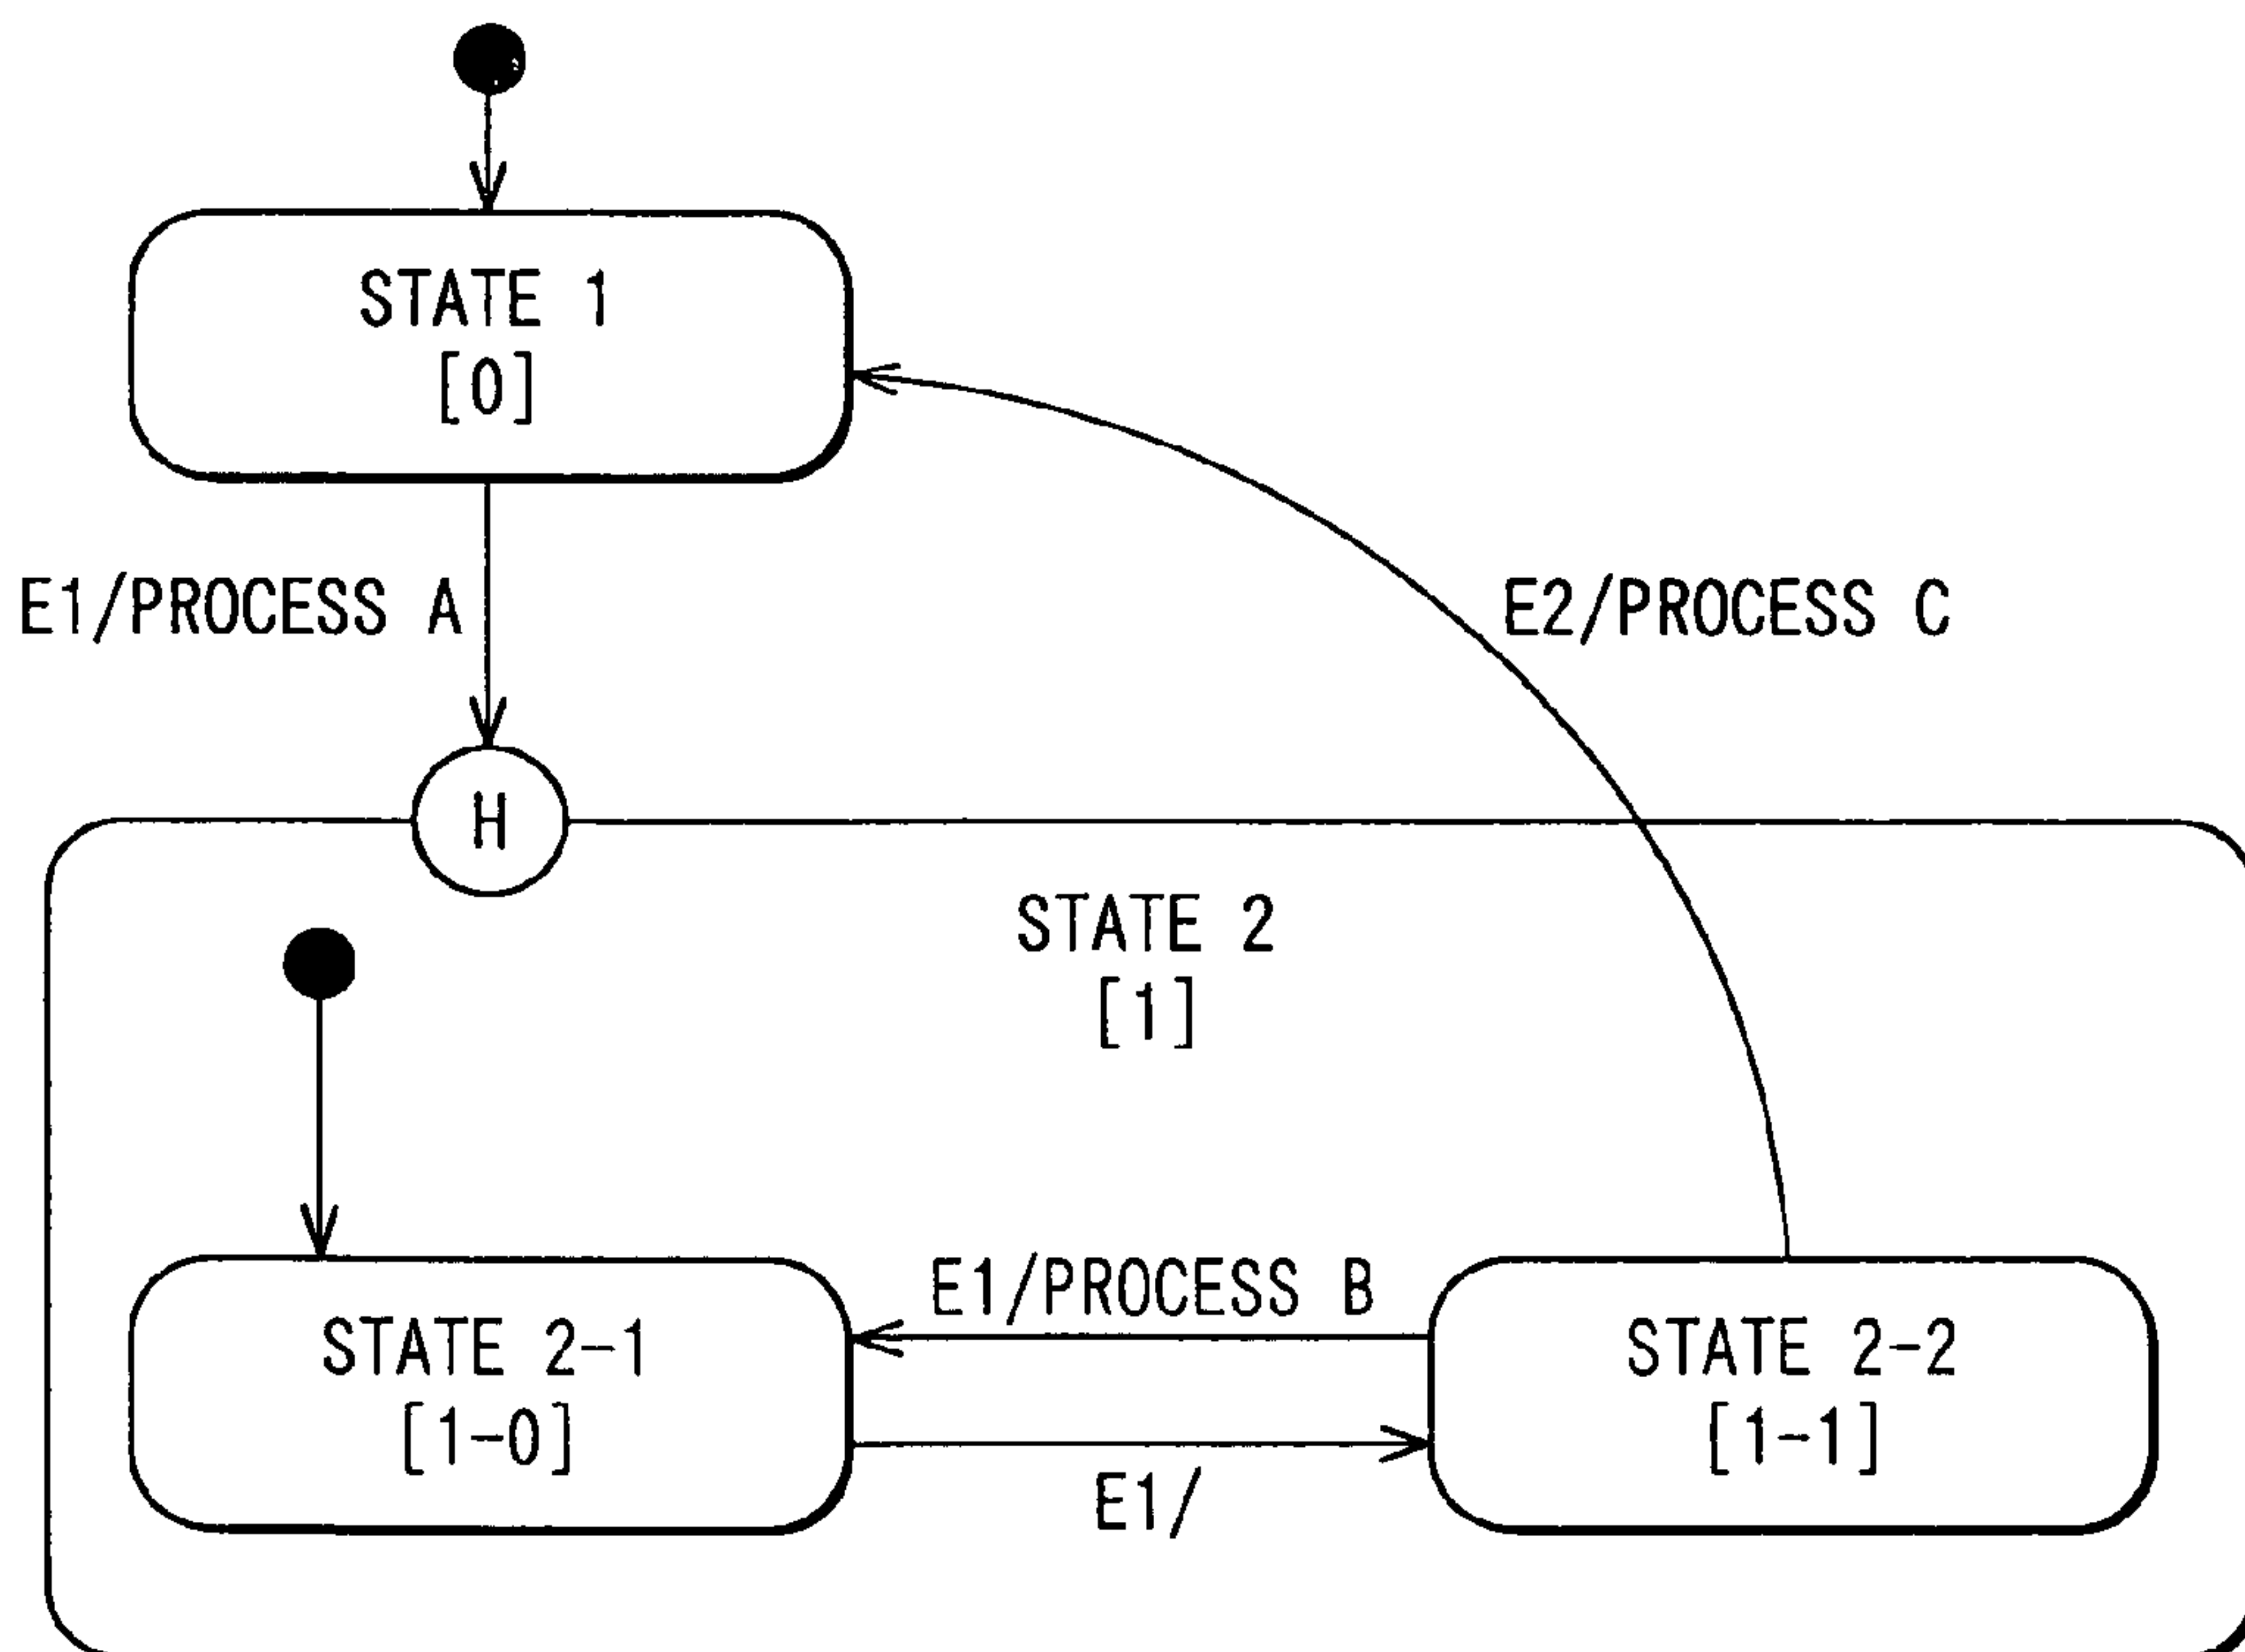 STATE 1
[0]
E1/PROCESS A
E2/PROCESS C
H
STATE 2
[1]
E1/PROCESS B
STATE 2-1
[1-0]
STATE 2-2
[1-1]
E1/